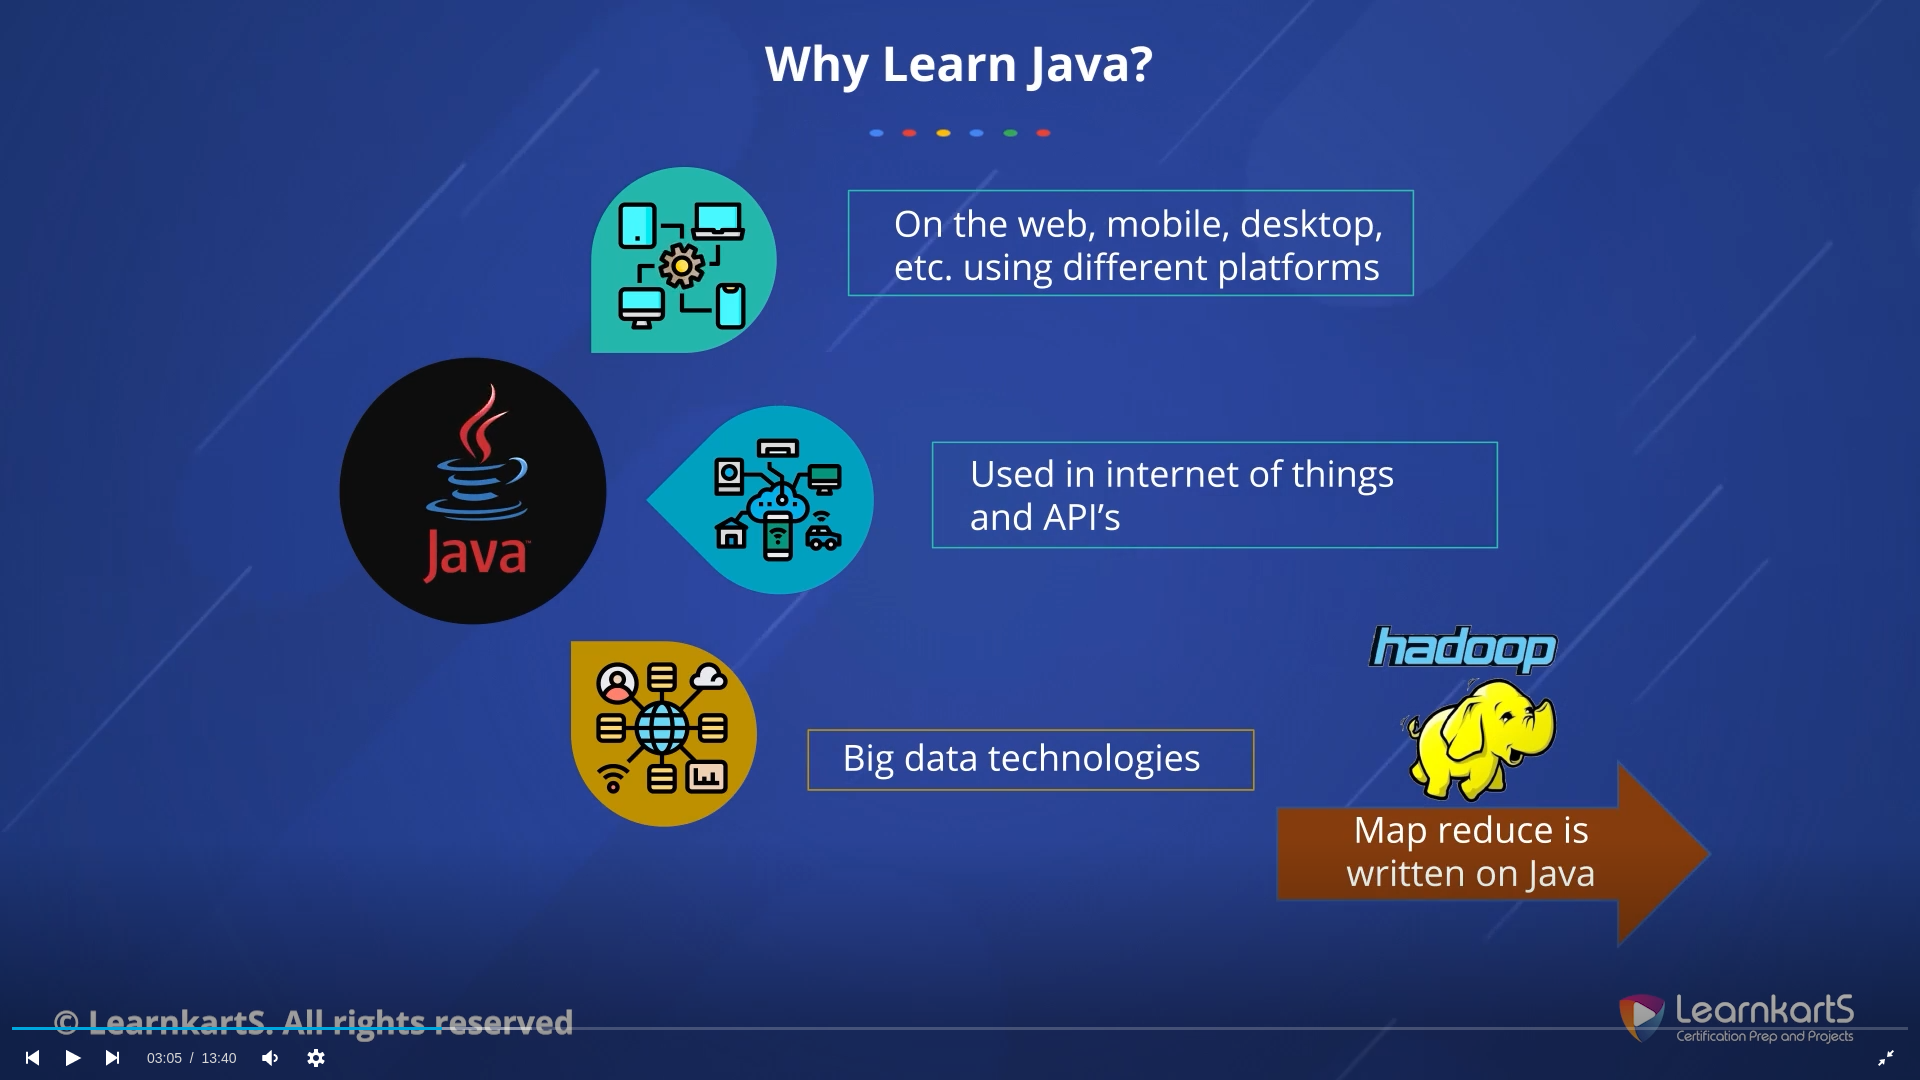 Why Learn Java?
On the web, mobile, desktop,
etc. using different platforms
Java™
Used in internet of things
and API’s
hadoop
Big data technologies
Map reduce is
written on Java
© LearnkartS. All rights reserved
LearnkartS
Certification Prep and Projects
03:05 / 13:40